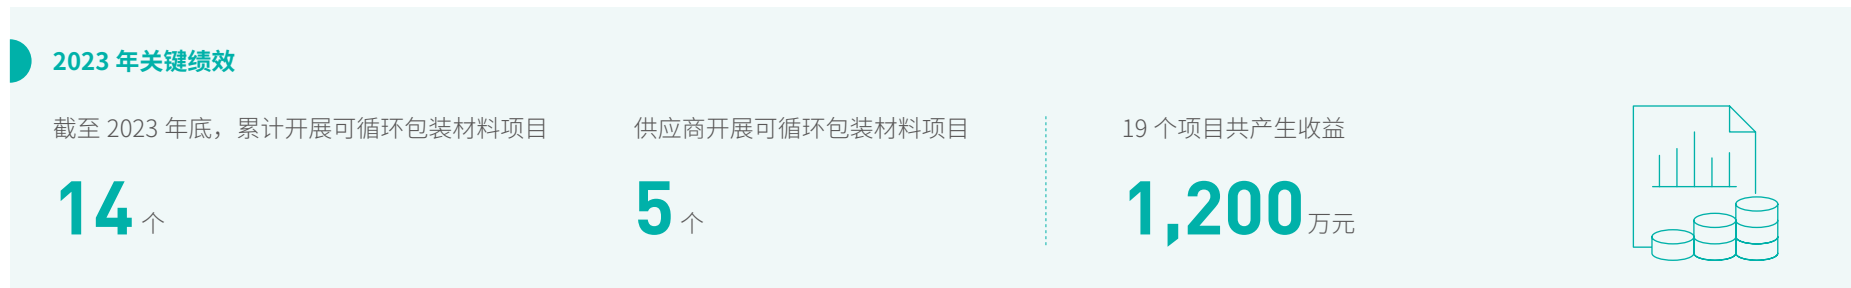 2023 年关键绩效
截至 2023 年底，累计开展可循环包装材料项目
14 个
供应商开展可循环包装材料项目
5 个
19 个项目共产生收益
1,200 万元